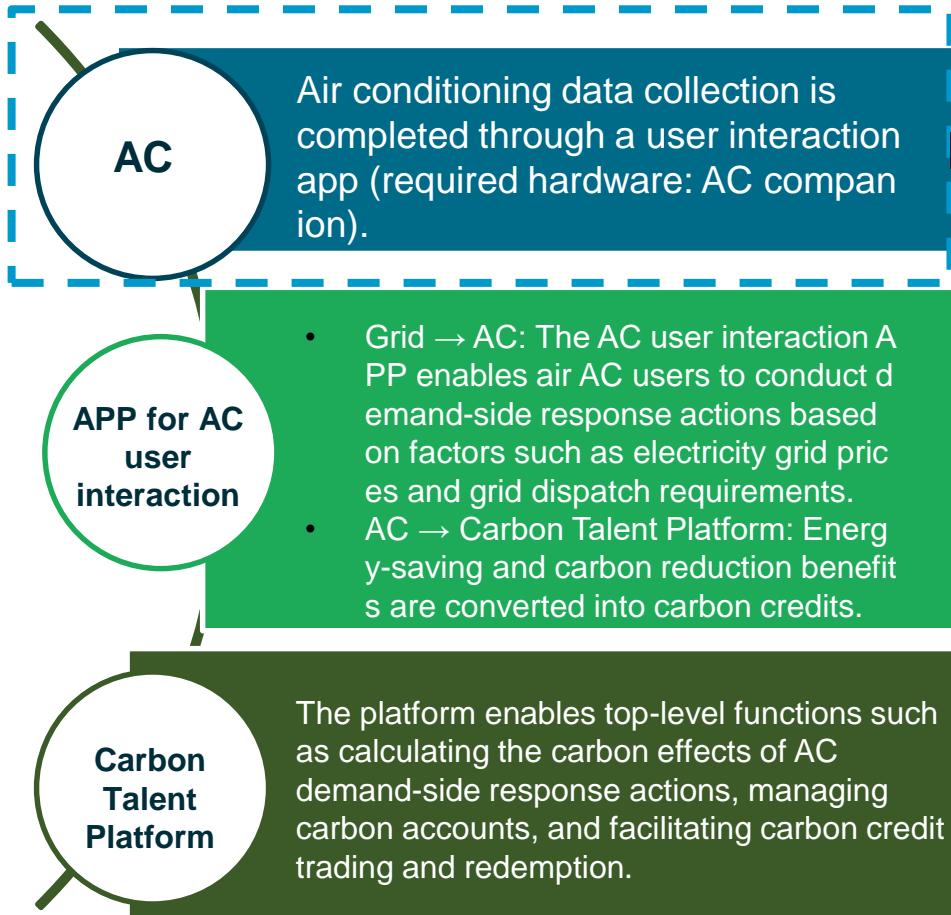 AC
Air conditioning data collection is
completed through a user interaction
app (required hardware: AC compan
ion).
APP for AC
user
interaction
• Grid → AC: The AC user interaction A
PP enables air AC users to conduct d
emand-side response actions based
on factors such as electricity grid pric
es and grid dispatch requirements.
• AC → Carbon Talent Platform: Energ
y-saving and carbon reduction benefit
s are converted into carbon credits.
Carbon
Talent
Platform
The platform enables top-level functions such
as calculating the carbon effects of AC
demand-side response actions, managing
carbon accounts, and facilitating carbon credit
trading and redemption.